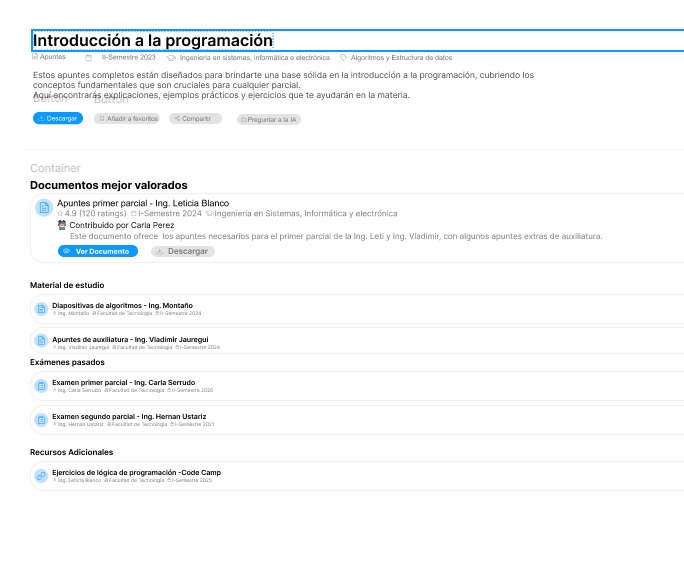 Introducción a la programación
Apuntes II-Semestre 2023 Ingeniería en sistemas, informática e electrónica Algoritmos y Estructura de datos
Estos apuntes completos están diseñados para brindarte una base sólida en la introducción a la programación, cubriendo los
conceptos fundamentales que son cruciales para cualquier parcial.
Aquí encontrarás explicaciones, ejemplos prácticos y ejercicios que te ayudarán en la materia.
Button Button
Descargar Añadir a favoritos Compartir Preguntar a la IA
Container
Documentos mejor valorados
Apuntes primer parcial - Ing. Leticia Blanco
4.9 (120 ratings) I-Semestre 2024 Ingeniería en Sistemas, Informática y electrónica
Contribuido por Carla Perez
Este documento ofrece los apuntes necesarios para el primer parcial de la Ing. Leti y Ing. Vladimir, con algunos apuntes extras de auxiliatura.
Ver Documento Descargar
Material de estudio
Diapositivas de algoritmos - Ing. Montaño
Ing. Montaño Facultad de Tecnología II-Semestre 2024
Apuntes de auxiliatura - Ing. Vladimir Jauregui
Ing. Vladimir Jauregui Facultad de Tecnología I-Semestre 2024
Exámenes pasados
Examen primer parcial - Ing. Carla Serrudo
Ing. Carla Serrudo Facultad de Tecnología II-Semestre 2020
Examen segundo parcial - Ing. Hernan Ustariz
Ing. Hernan Ustariz Facultad de Tecnología I-Semestre 2021
Recursos Adicionales
Ejercicios de lógica de programación -Code Camp
Ing. Leticia Blanco Facultad de Tecnología I-Semestre 2025